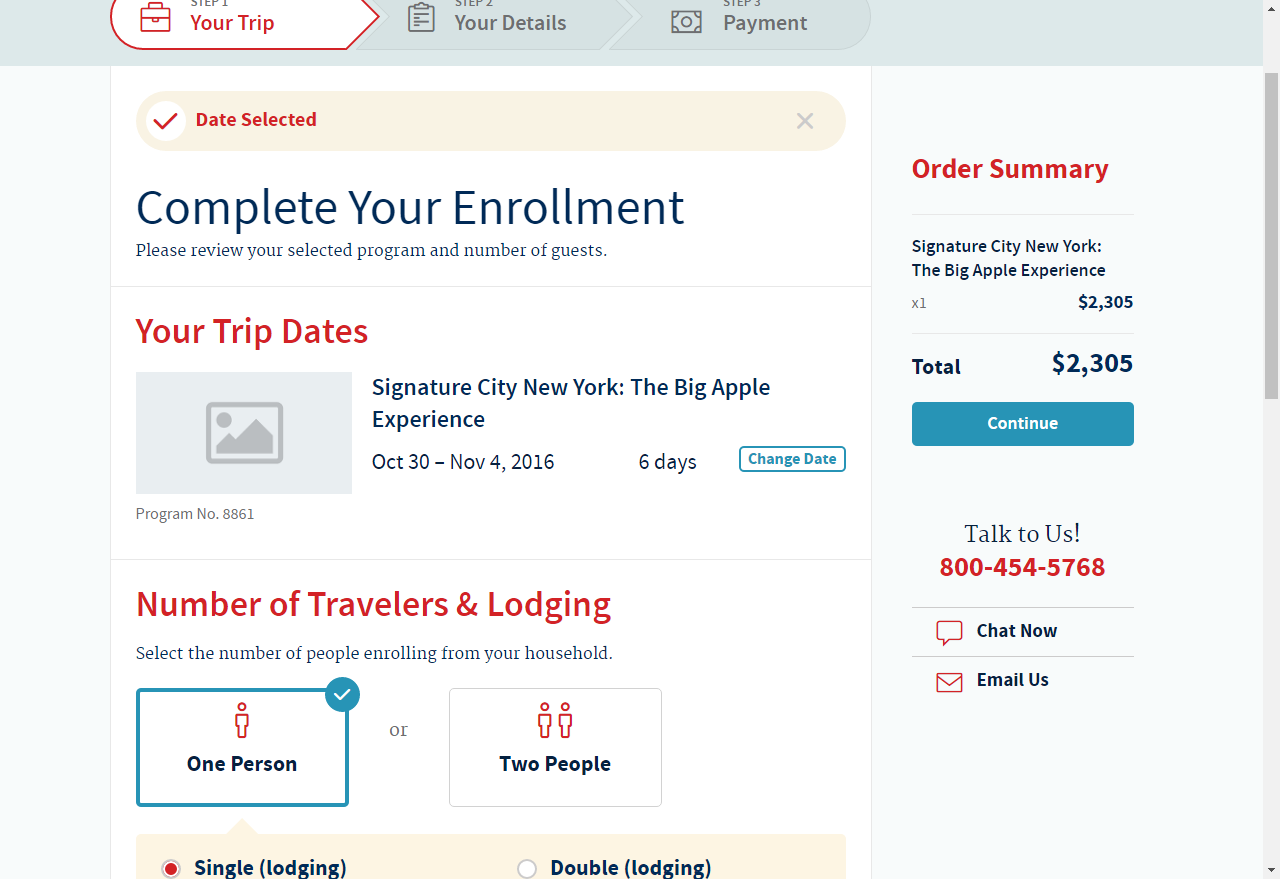 STEP 1
Your Trip
STEP 2
Your Details
STEP 3
Payment
Date Selected
Complete Your Enrollment
Please review your selected program and number of guests.
Your Trip Dates
Signature City New York: The Big Apple
Experience
Oct 30 – Nov 4, 2016
6 days
Change Date
Program No. 8861
Number of Travelers & Lodging
Select the number of people enrolling from your household.
One Person
or
Two People
Single (lodging)
Double (lodging)
Order Summary
Signature City New York:
The Big Apple Experience
x1
$2,305
Total
$2,305
Continue
Talk to Us!
800-454-5768
Chat Now
Email Us